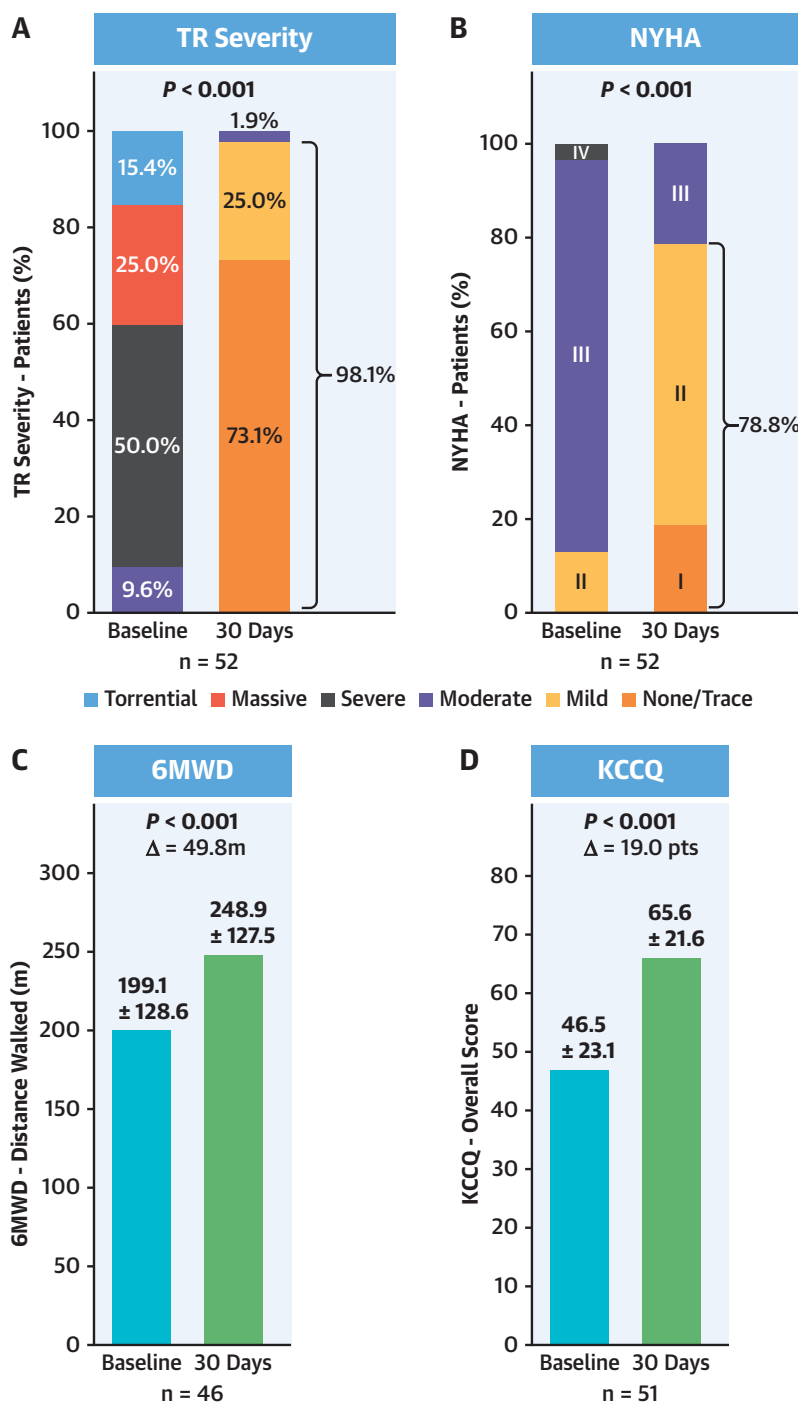 A
TR Severity
P < 0.001
TR Severity - Patients (%)
100
80
60
40
20
0
15.4%
25.0%
50.0%
9.6%
1.9%
25.0%
73.1%
98.1%
Baseline
30 Days
n = 52
B
NYHA
P < 0.001
NYHA - Patients (%)
100
80
60
40
20
0
IV
III
II
III
II
I
78.8%
Baseline
30 Days
n = 52
Torrential
Massive
Severe
Moderate
Mild
None/Trace
C
6MWD
P < 0.001
Δ = 49.8m
6MWD - Distance Walked (m)
300
250
200
150
100
50
0
199.1
± 128.6
248.9
± 127.5
Baseline
30 Days
n = 46
D
KCCQ
P < 0.001
Δ = 19.0 pts
KCCQ - Overall Score
80
70
60
50
40
30
20
10
0
46.5
± 23.1
65.6
± 21.6
Baseline
30 Days
n = 51